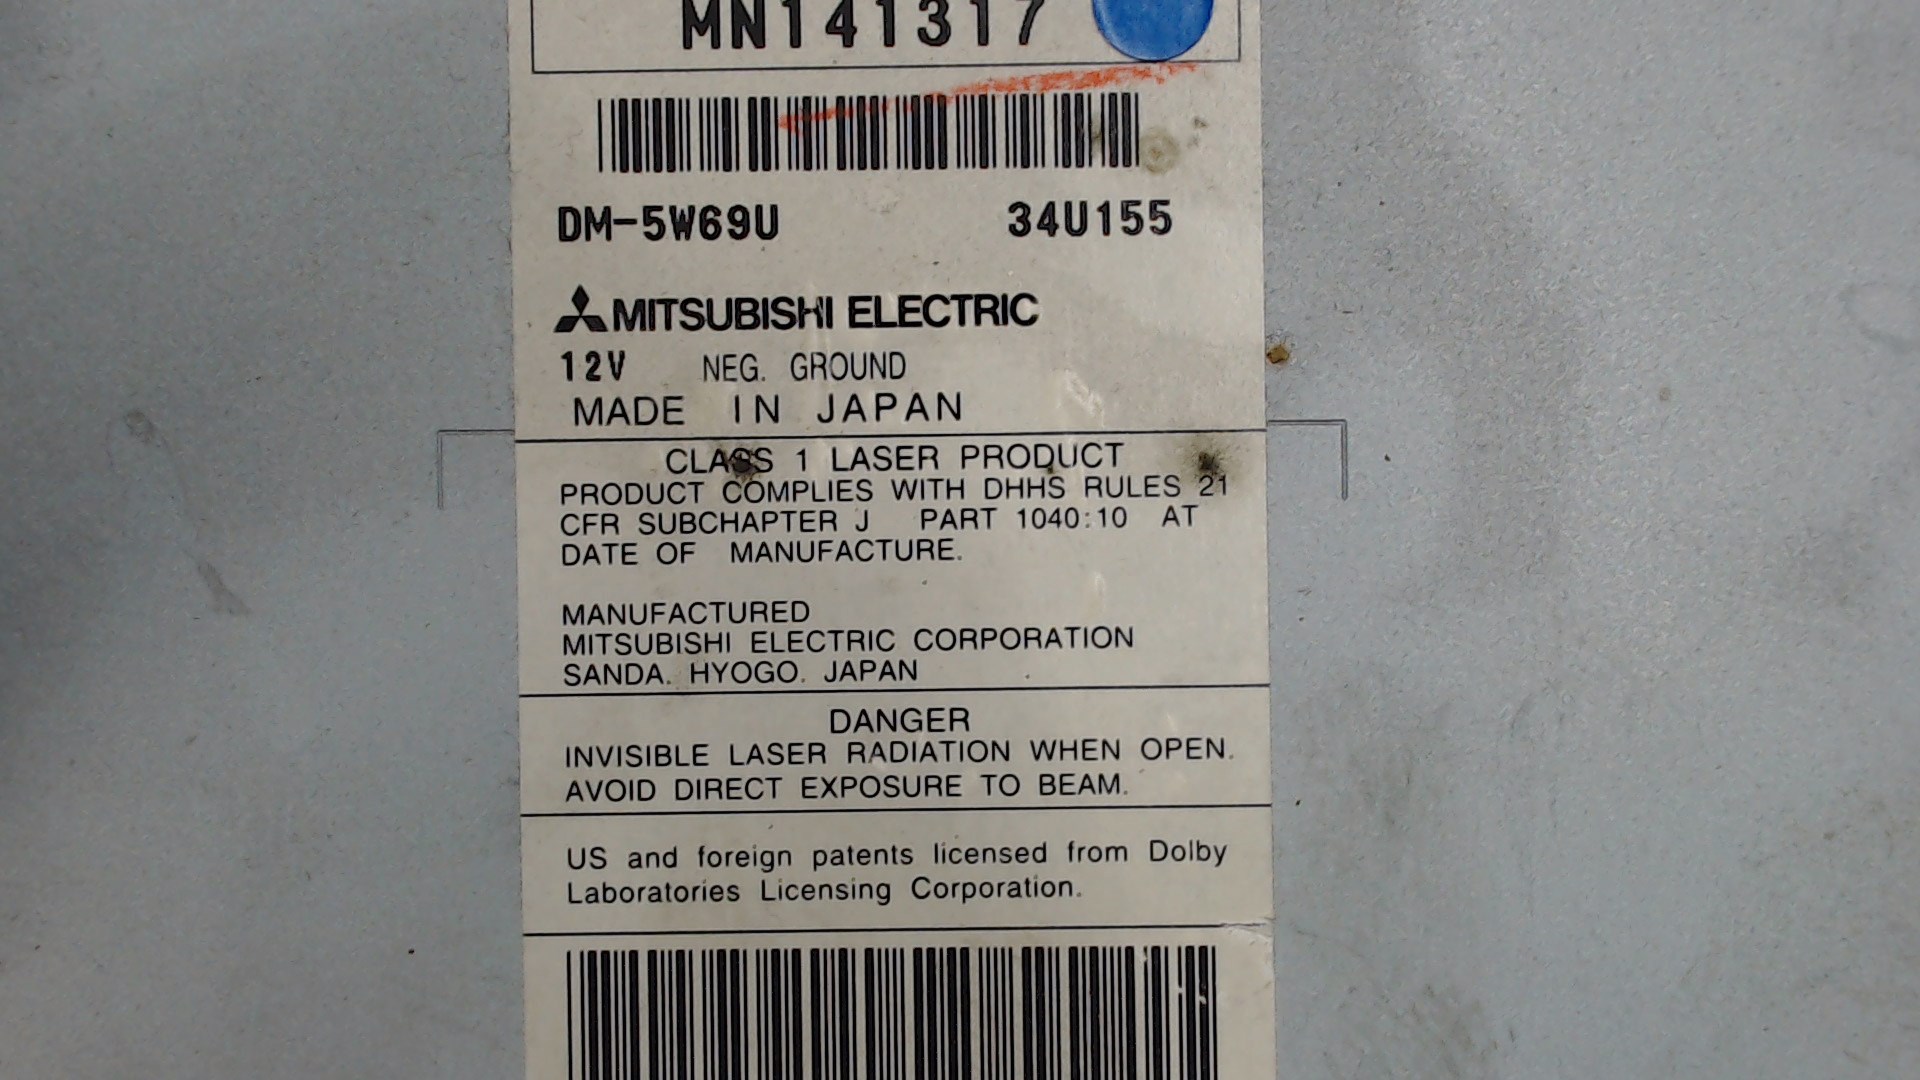 MN141317
DM-5W69U 34U155
MITSUBISHI ELECTRIC
12V NEG. GROUND
MADE IN JAPAN
CLASS 1 LASER PRODUCT
PRODUCT COMPLIES WITH DHHS RULES 21
CFR SUBCHAPTER J PART 1040:10 AT
DATE OF MANUFACTURE.
MANUFACTURED
MITSUBISHI ELECTRIC CORPORATION
SANDA. HYOGO. JAPAN
DANGER
INVISIBLE LASER RADIATION WHEN OPEN.
AVOID DIRECT EXPOSURE TO BEAM.
US and foreign patents licensed from Dolby
Laboratories Licensing Corporation.